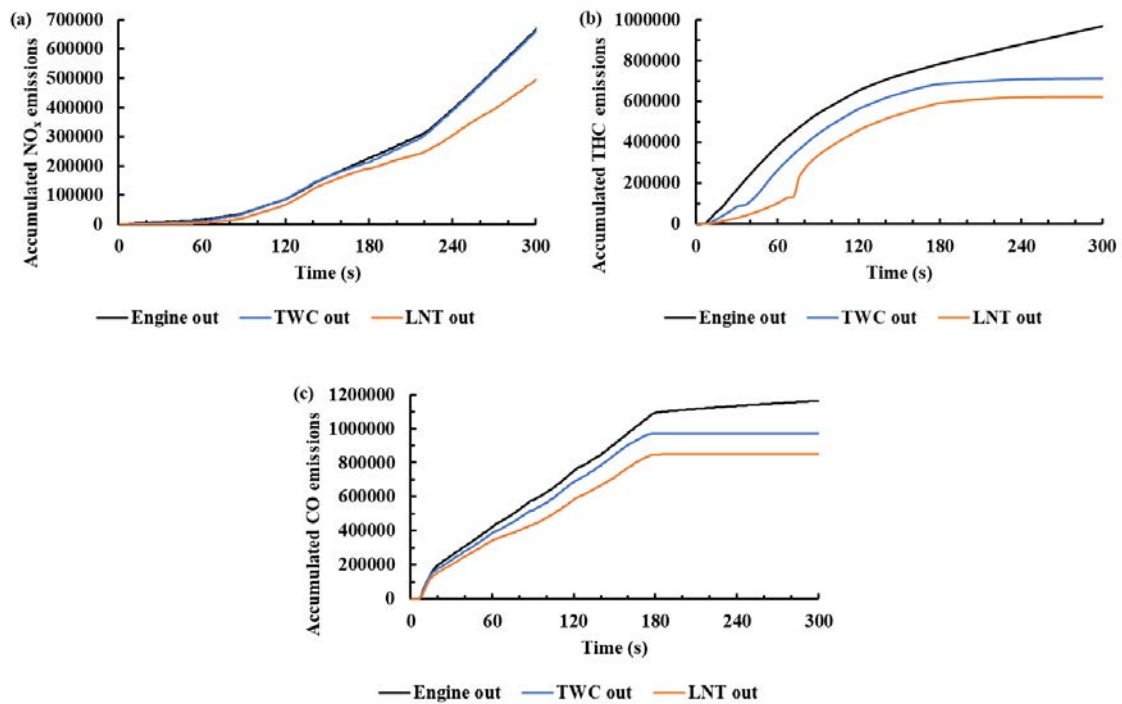 (a)
700000
600000
500000
400000
300000
200000
100000
0
Accumulated NOx emissions
0 60 120 180 240 300
Time (s)
Engine out TWC out LNT out
(b)
1000000
800000
600000
400000
200000
0
Accumulated THC emissions
0 60 120 180 240 300
Time (s)
Engine out TWC out LNT out
(c)
1200000
1000000
800000
600000
400000
200000
0
Accumulated CO emissions
0 60 120 180 240 300
Time (s)
Engine out TWC out LNT out